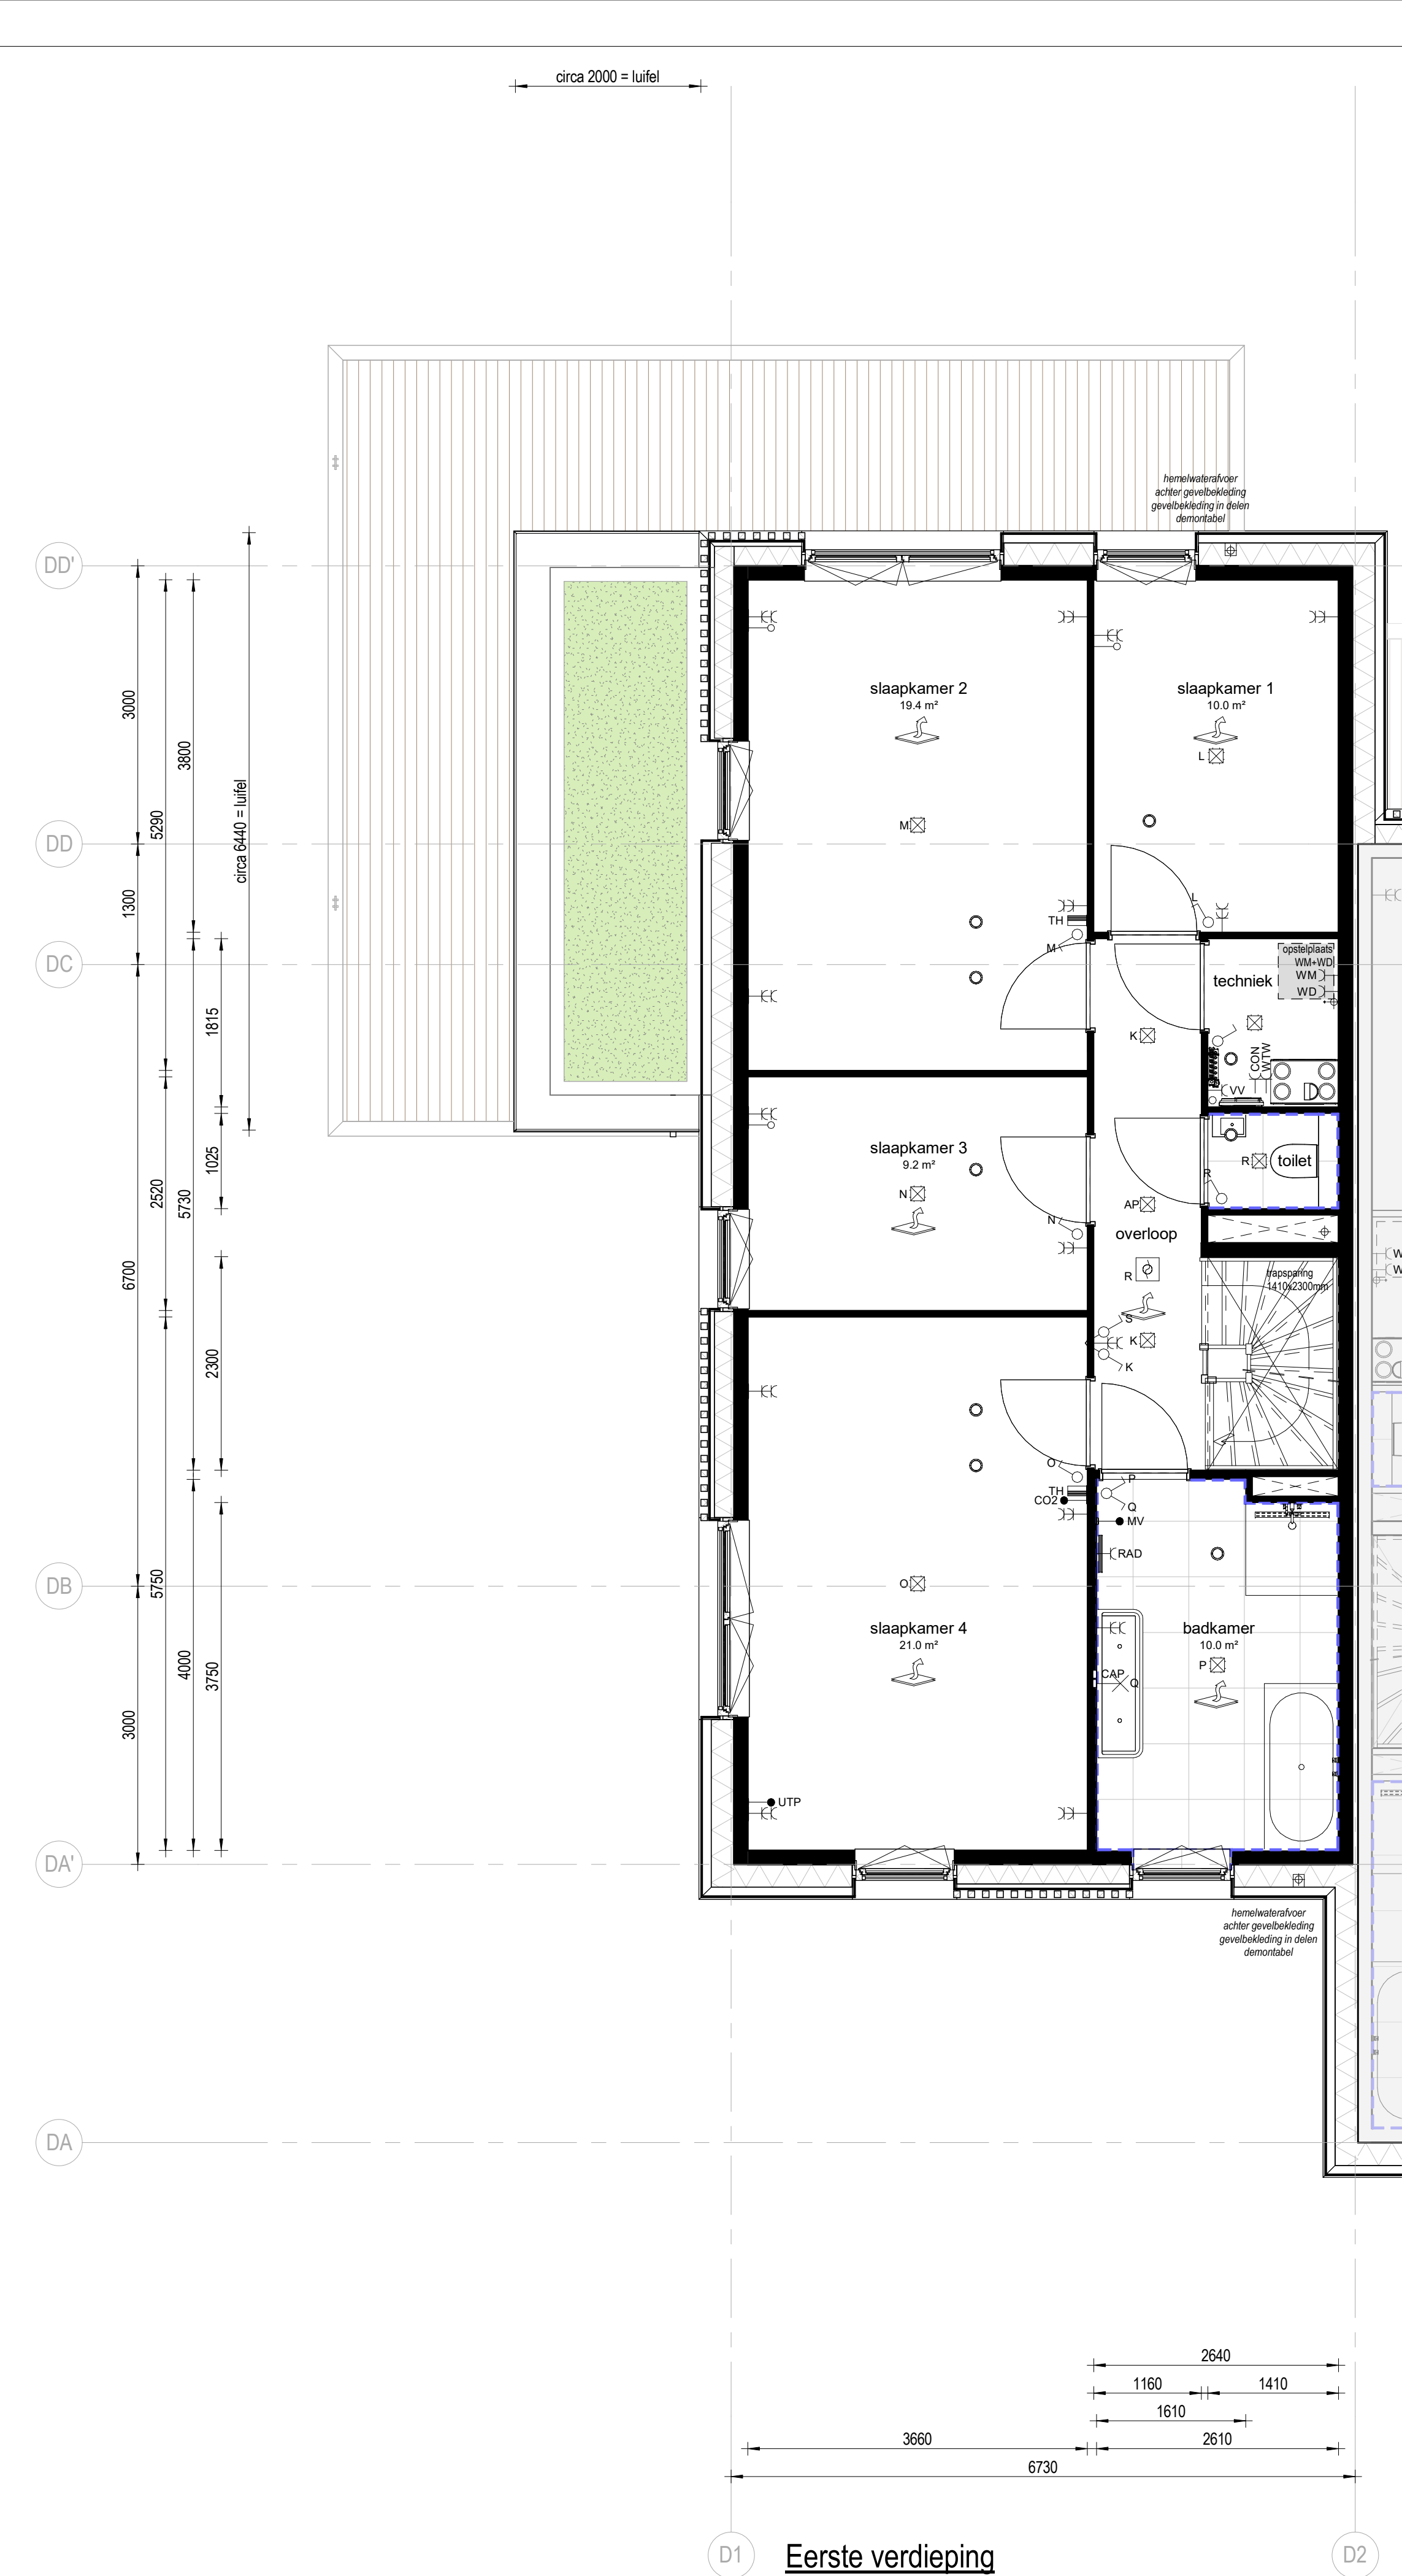 circa 2000 = luifel
hemelwaterafvoer
achter gevelbekleding
gevelbekleding in delen
demontabel
DD'
DD
DC
DB
DA'
DA
3000
1300
6700
3000
5290
2520
5750
3800
5730
4000
1815
1025
2300
3750
circa 6440 = luifel
slaapkamer 2
19.4 m²
M
TH
M
slaapkamer 1
10.0 m²
L
L
opstelplaats
WM+WD
WM
WD
techniek
CON
WTW
VV
K
slaapkamer 3
9.2 m²
N
N
R
toilet
R
AP
overloop
R
trapsparing
1410x2300mm
S
K
K
O
TH
CO2
P
Q
MV
RAD
O
slaapkamer 4
21.0 m²
badkamer
10.0 m²
P
CAP
Q
UTP
hemelwaterafvoer
achter gevelbekleding
gevelbekleding in delen
demontabel
2640
1160
1410
1610
3660
2610
6730
D1
Eerste verdieping
D2